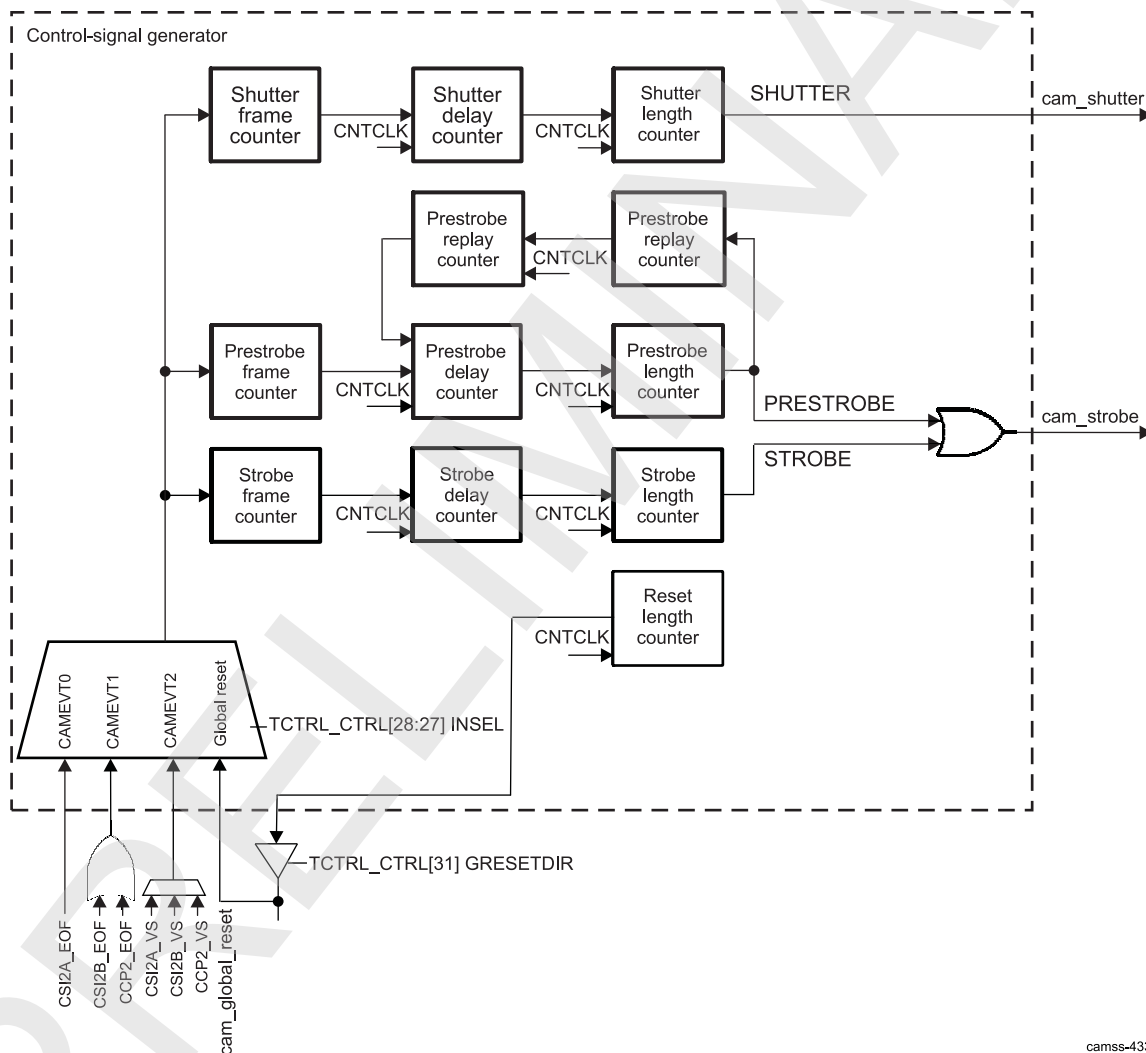 Control-signal generator
Shutter
frame
counter
Shutter
delay
counter
Shutter
length
counter
SHUTTER
cam_shutter
CNTCLK
CNTCLK
Prestrobe
replay
counter
Prestrobe
replay
counter
CNTCLK
Prestrobe
frame
counter
Prestrobe
delay
counter
Prestrobe
length
counter
CNTCLK
CNTCLK
PRESTROBE
cam_strobe
STROBE
Strobe
frame
counter
Strobe
delay
counter
Strobe
length
counter
CNTCLK
CNTCLK
Reset
length
counter
CNTCLK
CAMEVT0
CAMEVT1
CAMEVT2
Global reset
TCTRL_CTRL[28:27] INSEL
TCTRL_CTRL[31] GRESETDIR
CSI2A_EOF
CSI2B_EOF
CCP2_EOF
CSI2A_VS
CSI2B_VS
CCP2_VS
cam_global_reset
PRELIMINA